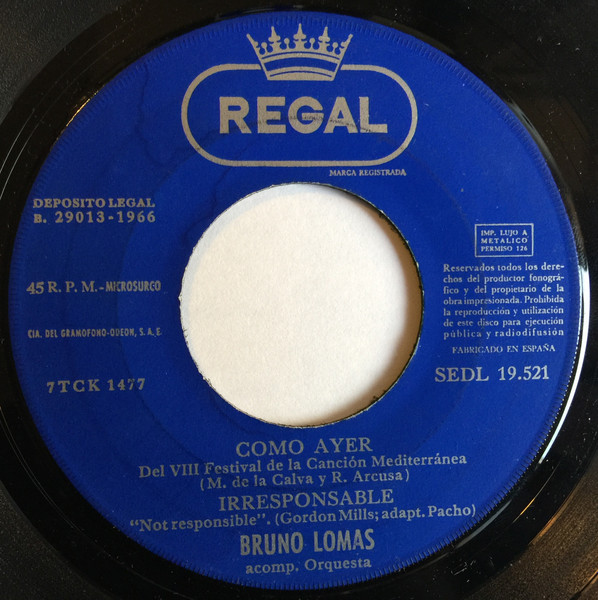 REGAL
MARCA REGISTRADA
DEPOSITO LEGAL
B. 29013-1966
IMP. LUJO A
METALICO
PERMISO 126
45 R. P. M.-MICROSURCO
Reservados todos los dere-
chos del productor fonográ-
fico y del propietario de la
obra impresionada. Prohibida
la reproducción y utilización
de este disco para ejecución
pública y radiodifusión
CIA. DEL GRAMOFONO-ODEON, S. A. E.
FABRICADO EN ESPAÑA
7TCK 1477
SEDL 19.521
COMO AYER
Del VIII Festival de la Canción Mediterránea
(M. de la Calva y R. Arcusa)
IRRESPONSABLE
“Not responsible”. (Gordon Mills; adapt. Pacho)
BRUNO LOMAS
acomp. Orquesta